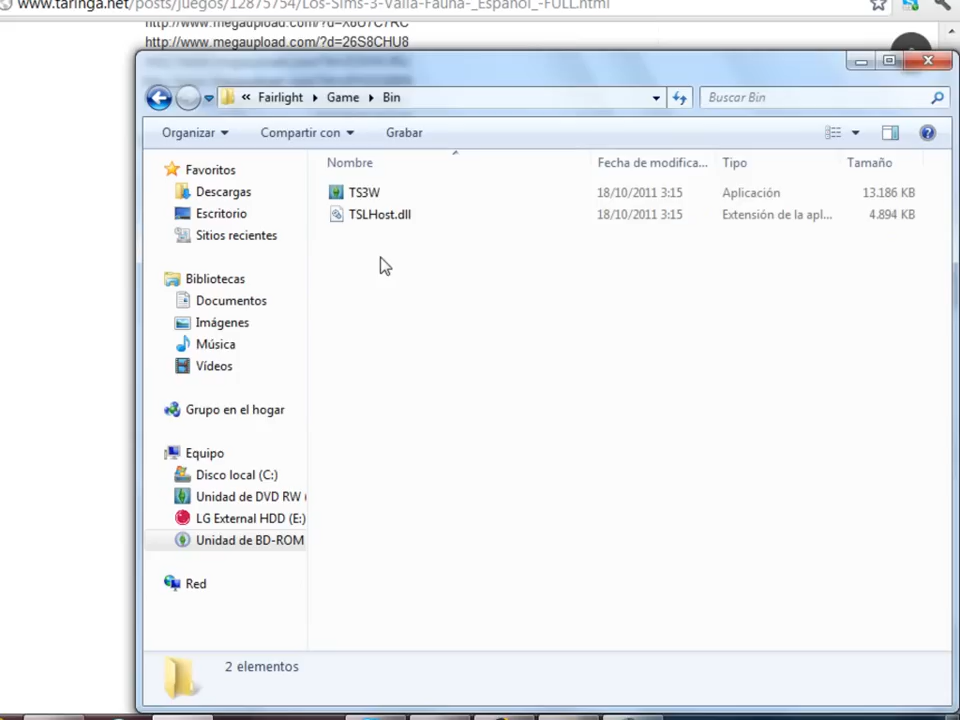 www.taringa.net/posts/juegos/12875754/Los-Sims-3-Valla-Fauna-_Espanol_-FULL.html
http://www.megaupload.com/?d=26S8CHU8
« Fairlight Game Bin
Buscar Bin
Organizar Compartir con Grabar
Nombre Fecha de modifica... Tipo Tamaño
TS3W 18/10/2011 3:15 Aplicación 13.186 KB
TSLHost.dll 18/10/2011 3:15 Extensión de la apl... 4.894 KB
Favoritos
Descargas
Escritorio
Sitios recientes
Bibliotecas
Documentos
Imágenes
Música
Vídeos
Grupo en el hogar
Equipo
Disco local (C:)
Unidad de DVD RW (
LG External HDD (E:)
Unidad de BD-ROM
Red
2 elementos